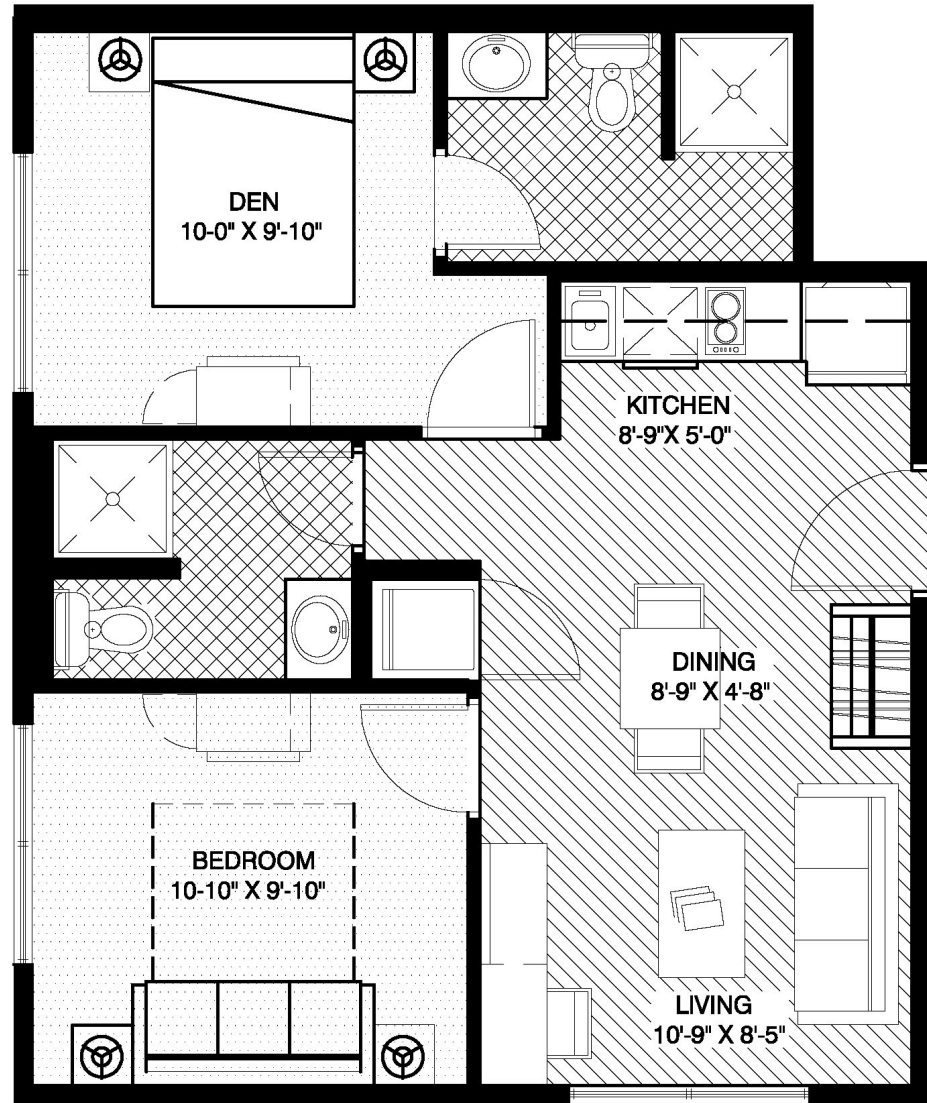 DEN
10-0" X 9'-10"
KITCHEN
8'-9"X 5'-0"
DINING
8'-9" X 4'-8"
BEDROOM
10-10" X 9'-10"
LIVING
10'-9" X 8'-5"